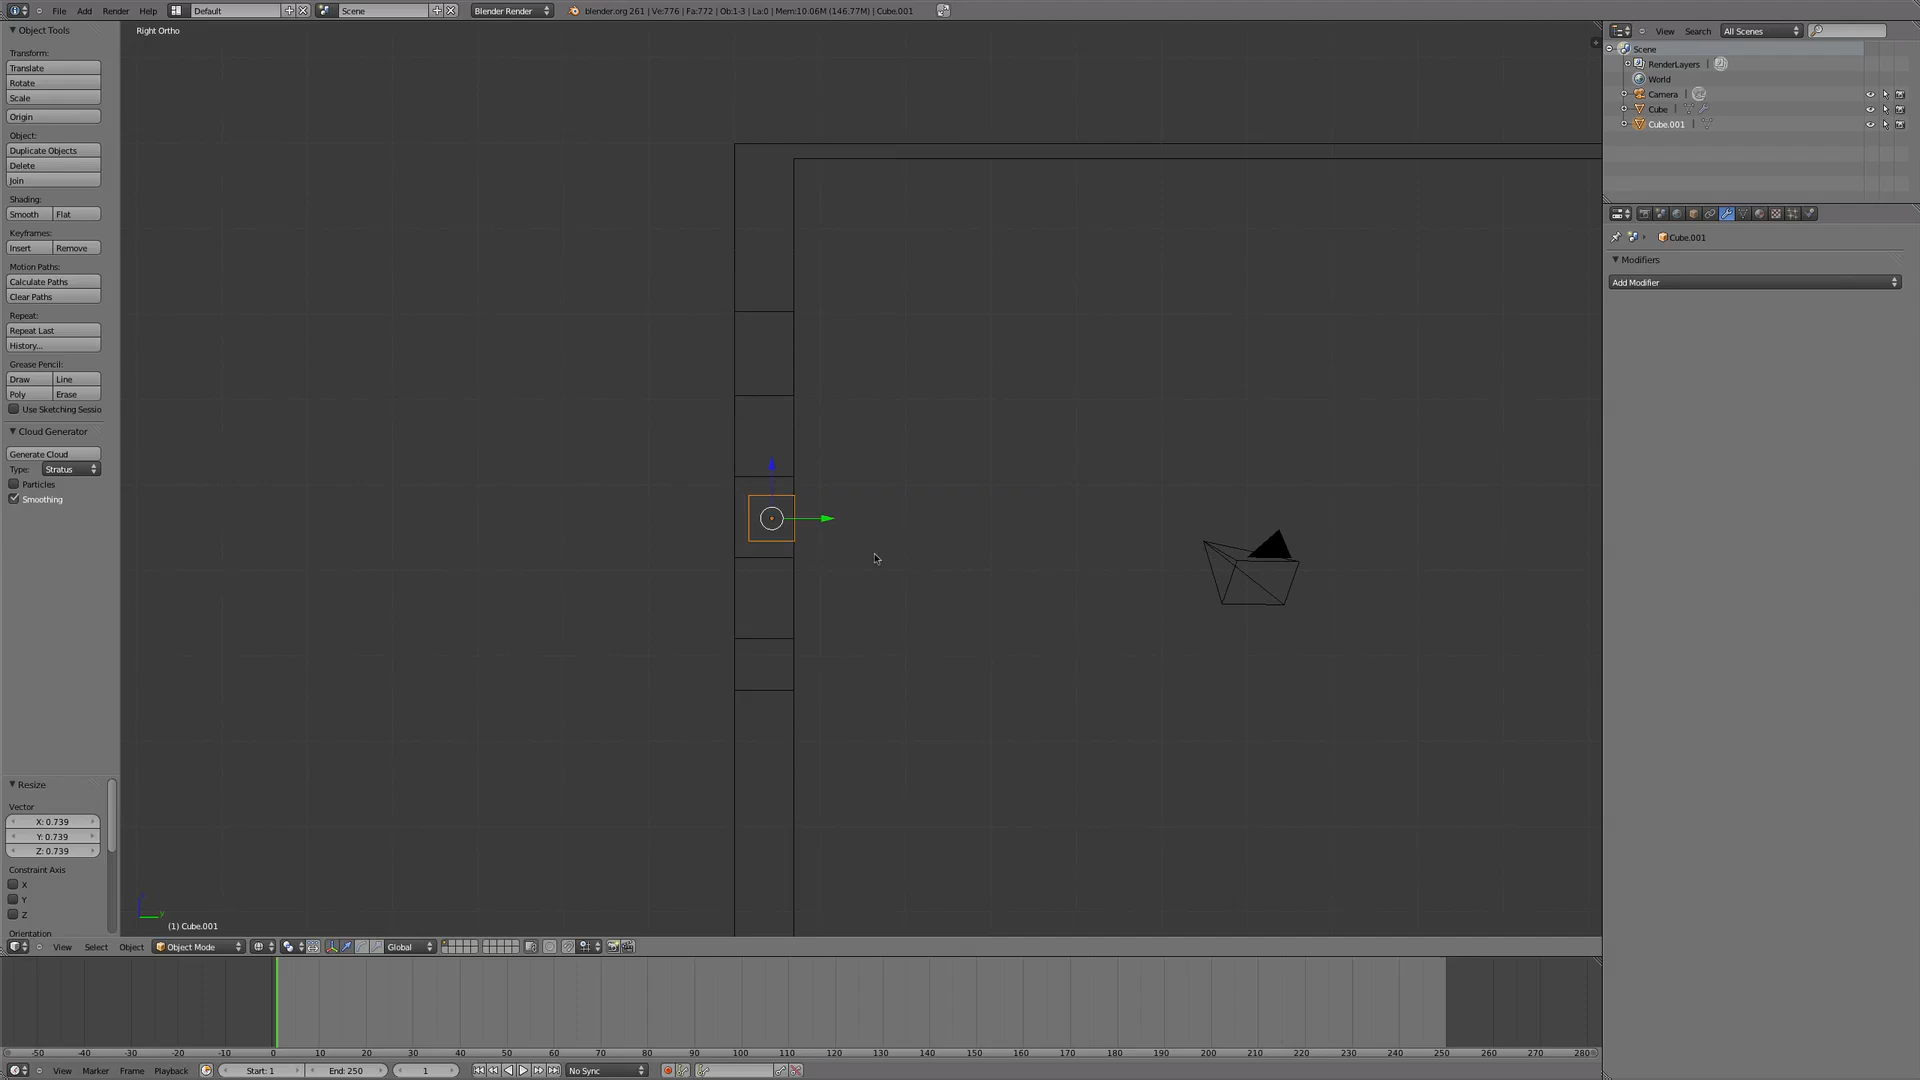 File Add Render Help Default Scene Blender Render blender.org 261 | Ve:776 | Fa:772 | Ob:1-3 | La:0 | Mem:10.06M (146.77M) | Cube.001
Object Tools
Transform:
Translate
Rotate
Scale
Origin
Object:
Duplicate Objects
Delete
Join
Shading:
Smooth Flat
Keyframes:
Insert Remove
Motion Paths:
Calculate Paths
Clear Paths
Repeat:
Repeat Last
History...
Grease Pencil:
Draw Line
Poly Erase
Use Sketching Sessio
Cloud Generator
Generate Cloud
Type: Stratus
Particles
Smoothing
Resize
Vector
X: 0.739
Y: 0.739
Z: 0.739
Constraint Axis
X
Y
Z
Orientation
Right Ortho
y
(1) Cube.001
View Select Object Object Mode Global
View Search All Scenes
Scene
RenderLayers |
World
Camera |
Cube |
Cube.001 |
Cube.001
Modifiers
Add Modifier
-50 -40 -30 -20 -10 0 10 20 30 40 50 60 70 80 90 100 110 120 130 140 150 160 170 180 190 200 210 220 230 240 250 260 270 280
View Marker Frame Playback Start: 1 End: 250 1 No Sync